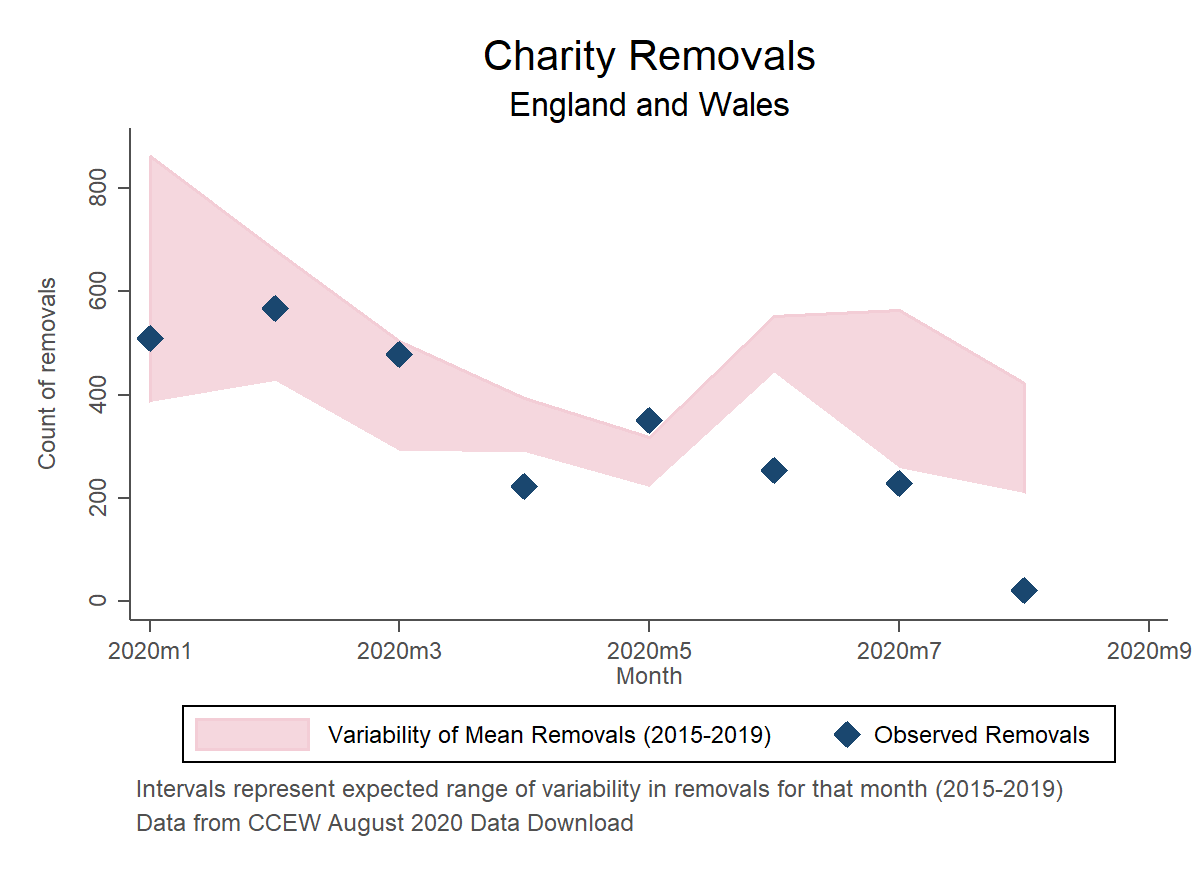 Charity Removals
England and Wales
Count of removals
800
600
400
200
0
2020m1 2020m3 2020m5 2020m7 2020m9
Month
Variability of Mean Removals (2015-2019) Observed Removals
Intervals represent expected range of variability in removals for that month (2015-2019)
Data from CCEW August 2020 Data Download